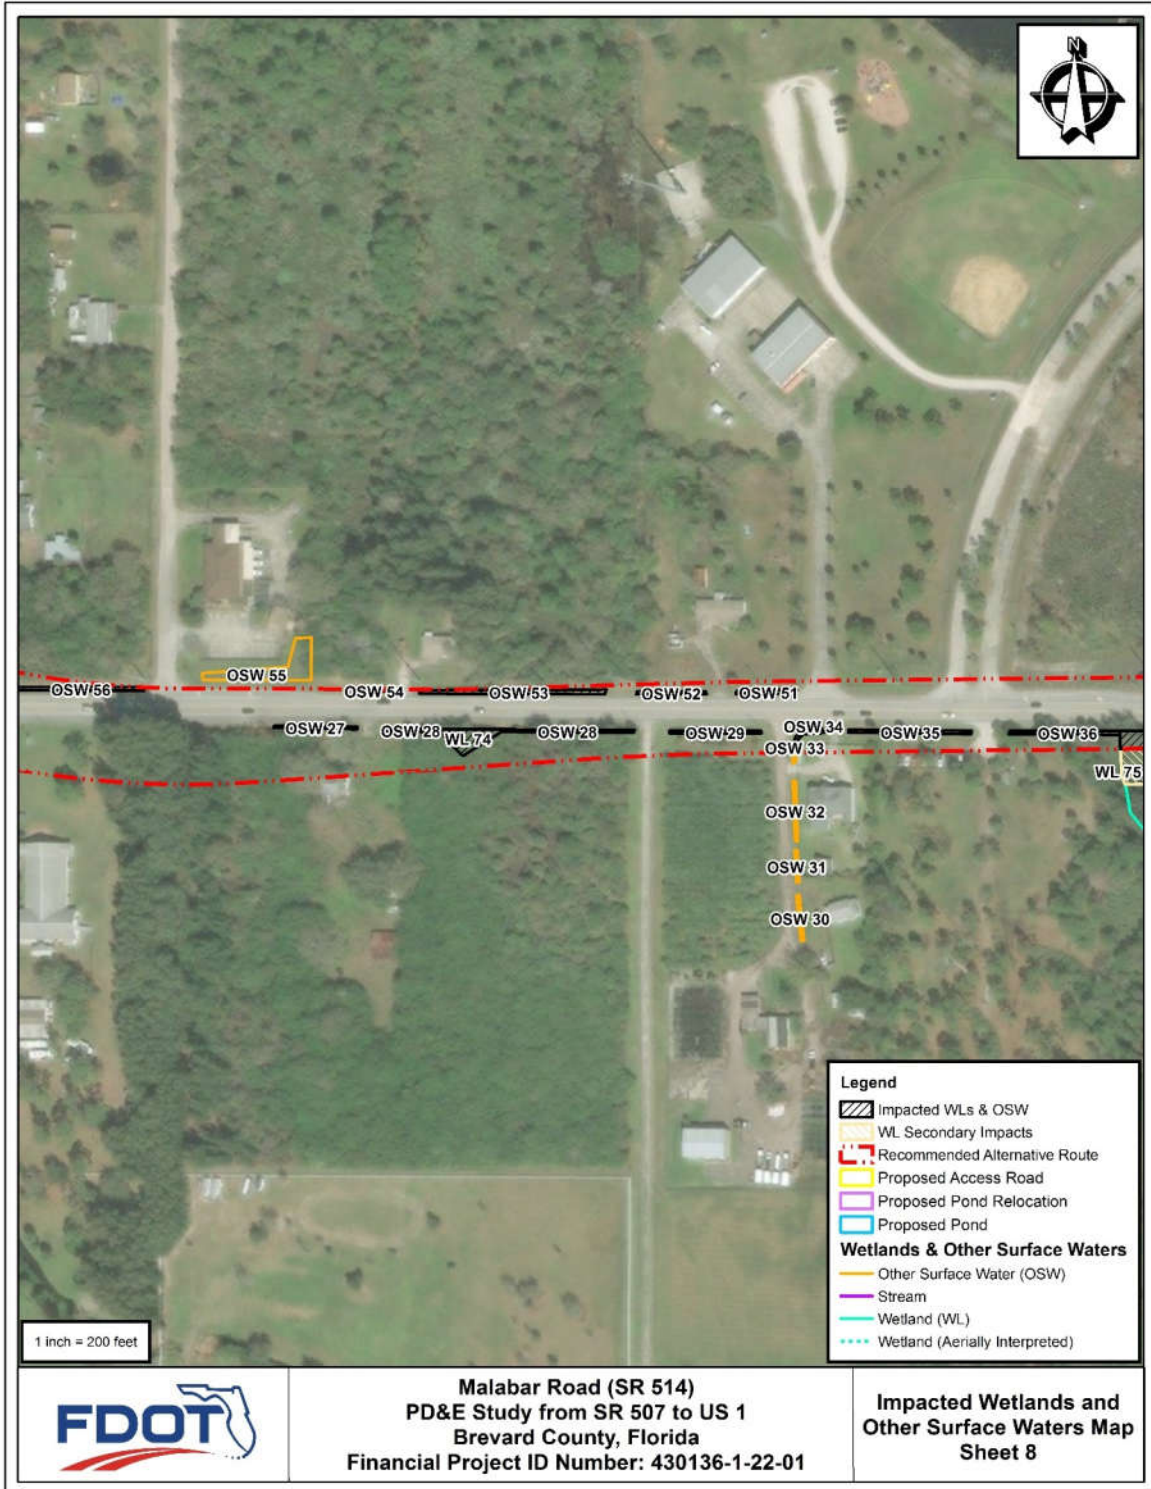 N
OSW 55
OSW 56
OSW 54
OSW 53
OSW 52
OSW 51
OSW 27
OSW 28
WL 74
OSW 28
OSW 29
OSW 34
OSW 35
OSW 36
OSW 33
WL 75
OSW 32
OSW 31
OSW 30
Legend
Impacted WLs & OSW
WL Secondary Impacts
Recommended Alternative Route
Proposed Access Road
Proposed Pond Relocation
Proposed Pond
Wetlands & Other Surface Waters
Other Surface Water (OSW)
Stream
Wetland (WL)
Wetland (Aerially Interpreted)
1 inch = 200 feet
FDOT
Malabar Road (SR 514)
PD&E Study from SR 507 to US 1
Brevard County, Florida
Financial Project ID Number: 430136-1-22-01
Impacted Wetlands and
Other Surface Waters Map
Sheet 8